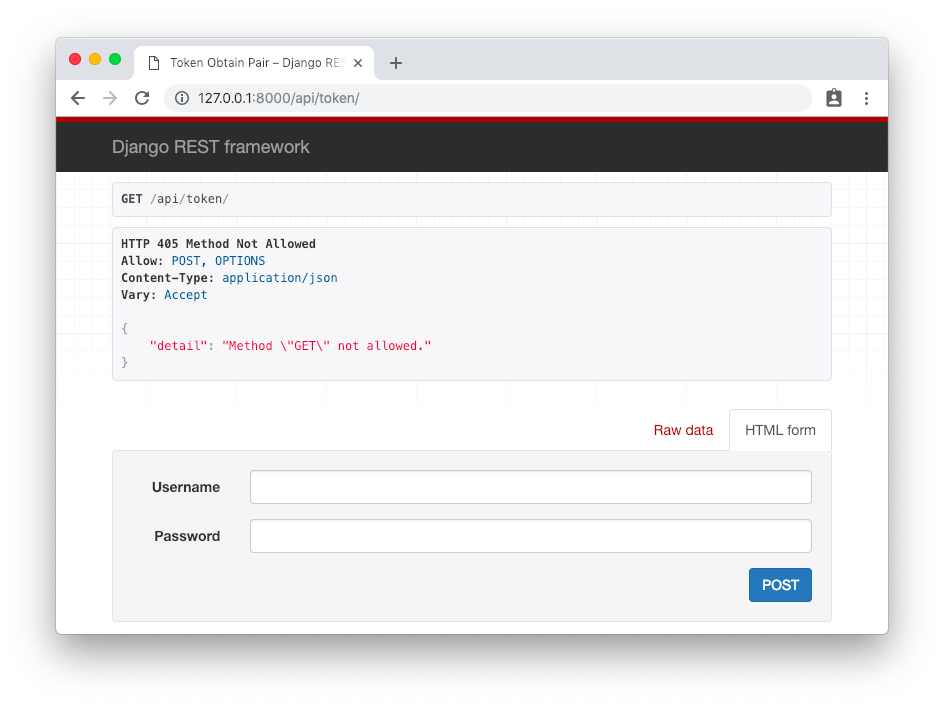 Token Obtain Pair – Django RES
127.0.0.1:8000/api/token/
Django REST framework
GET /api/token/
HTTP 405 Method Not Allowed
Allow: POST, OPTIONS
Content-Type: application/json
Vary: Accept
{
"detail": "Method \"GET\" not allowed."
}
Raw data
HTML form
Username
Password
POST